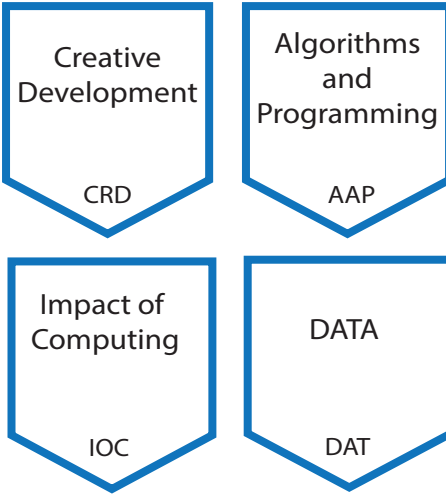 Creative
Development
CRD
Algorithms
and
Programming
AAP
Impact of
Computing
IOC
DATA
DAT